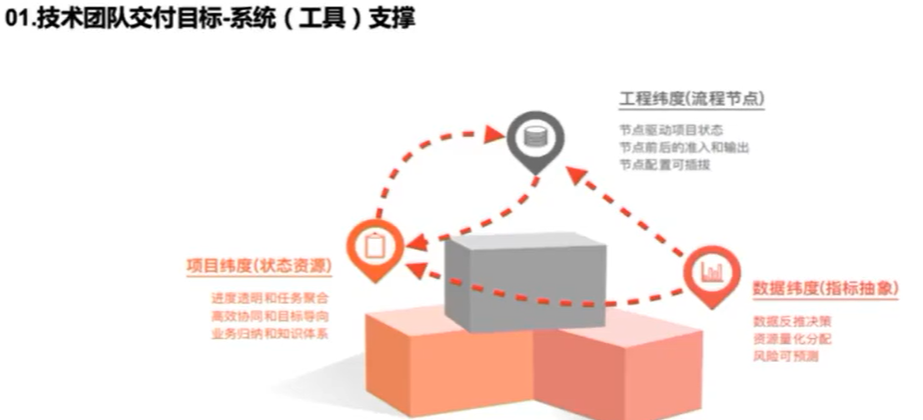 01.技术团队交付目标-系统（工具）支撑
工程纬度(流程节点)
节点驱动项目状态
节点前后的准入和输出
节点配置可插拔
项目纬度(状态资源)
进度透明和任务聚合
高效协同和目标导向
业务归纳和知识体系
数据纬度(指标抽象)
数据反推决策
资源量化分配
风险可预测